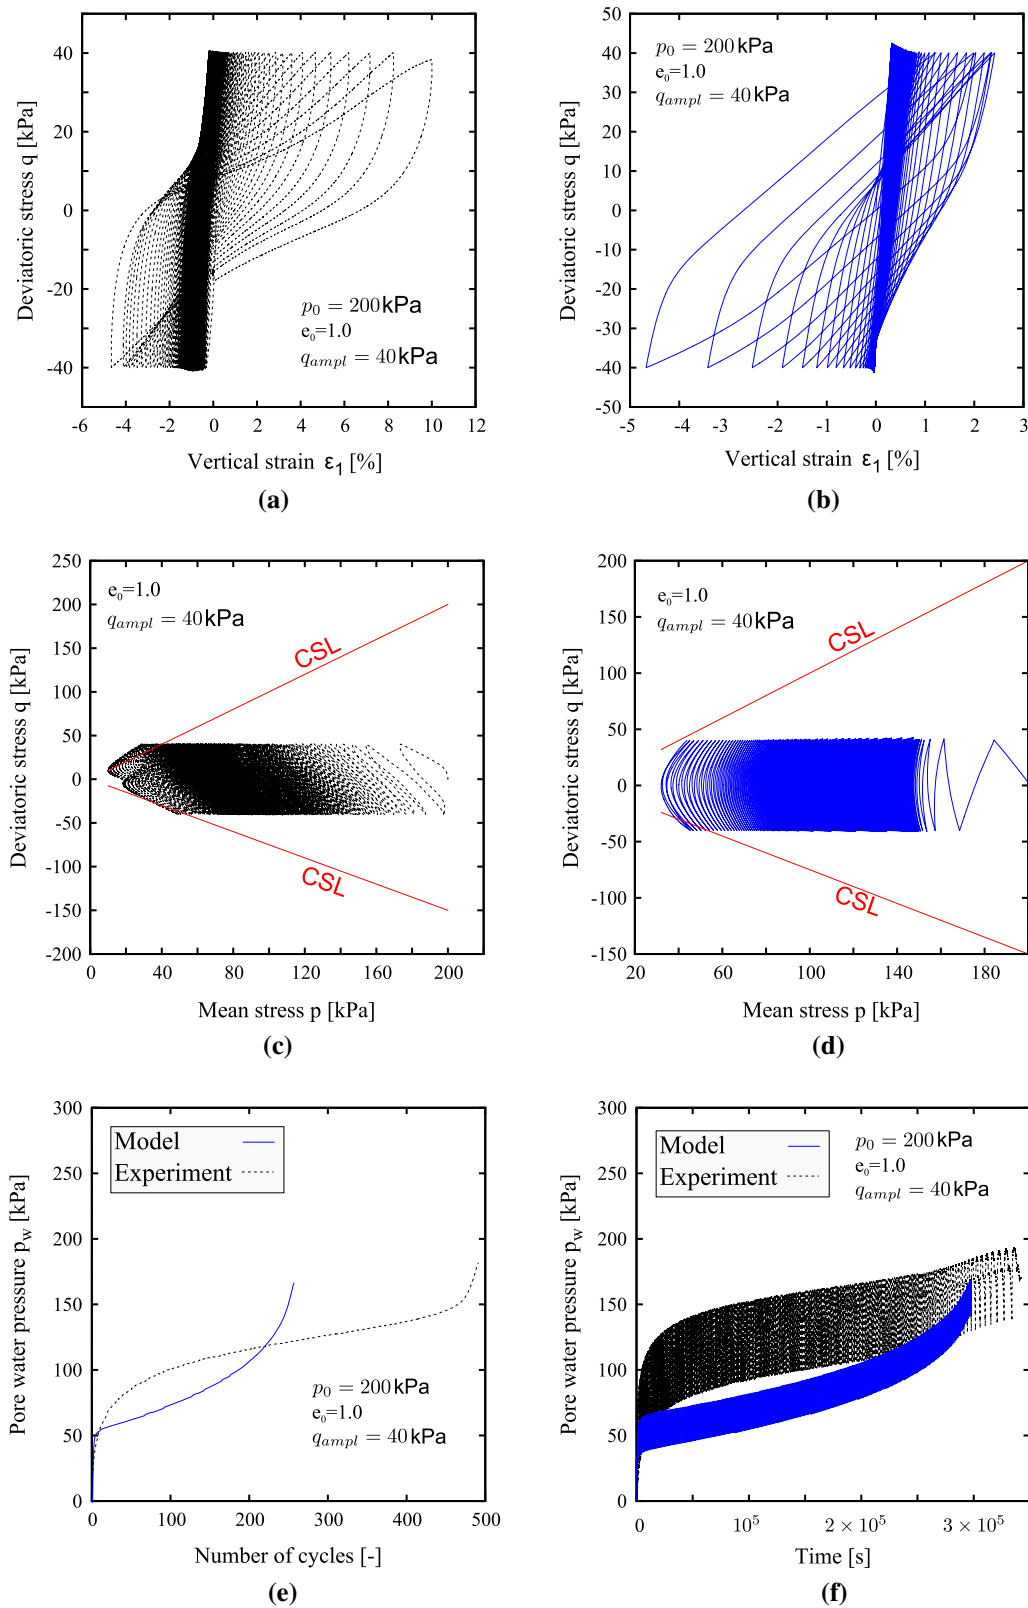 50
40
20
0
-20
-40
Deviatoric stress q [kPa]
p0 = 200kPa
e0=1.0
qampl = 40kPa
-6 -4 -2 0 2 4 6 8 10 12
Vertical strain ε1 [%]
(a)
50
40
30
20
10
0
-10
-20
-30
-40
-50
Deviatoric stress q [kPa]
p0 = 200kPa
e0=1.0
qampl = 40kPa
-5 -4 -3 -2 -1 0 1 2 3
Vertical strain ε1 [%]
(b)
250
200
150
100
50
0
-50
-100
-150
-200
Deviatoric stress q [kPa]
e0=1.0
qampl = 40kPa
CSL
CSL
0 40 80 120 160 200
Mean stress p [kPa]
(c)
200
150
100
50
0
-50
-100
-150
Deviatoric stress q [kPa]
e0=1.0
qampl = 40kPa
CSL
CSL
20 60 100 140 180
Mean stress p [kPa]
(d)
300
250
200
150
100
50
0
Pore water pressure pw [kPa]
Model
Experiment
p0 = 200kPa
e0=1.0
qampl = 40kPa
0 100 200 300 400 500
Number of cycles [-]
(e)
300
250
200
150
100
50
0
Pore water pressure pw [kPa]
Model
Experiment
p0 = 200kPa
e0=1.0
qampl = 40kPa
0 10⁵ 2 × 10⁵ 3 × 10⁵
Time [s]
(f)